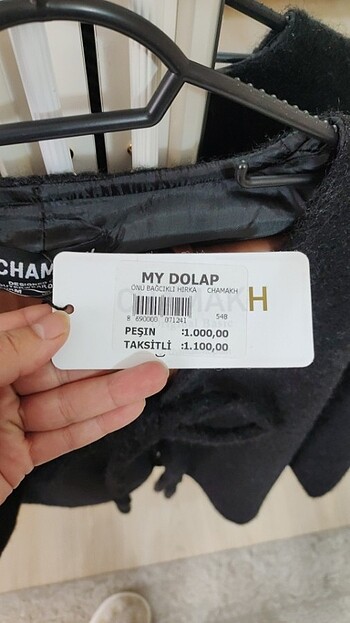 CHAM
MY DOLAP
ÖNÜ BAĞCIKLI HIRKA CHAMAKH
H
8 690000 071241 548
PEŞİN :1.000,00
TAKSİTLİ :1.100,00